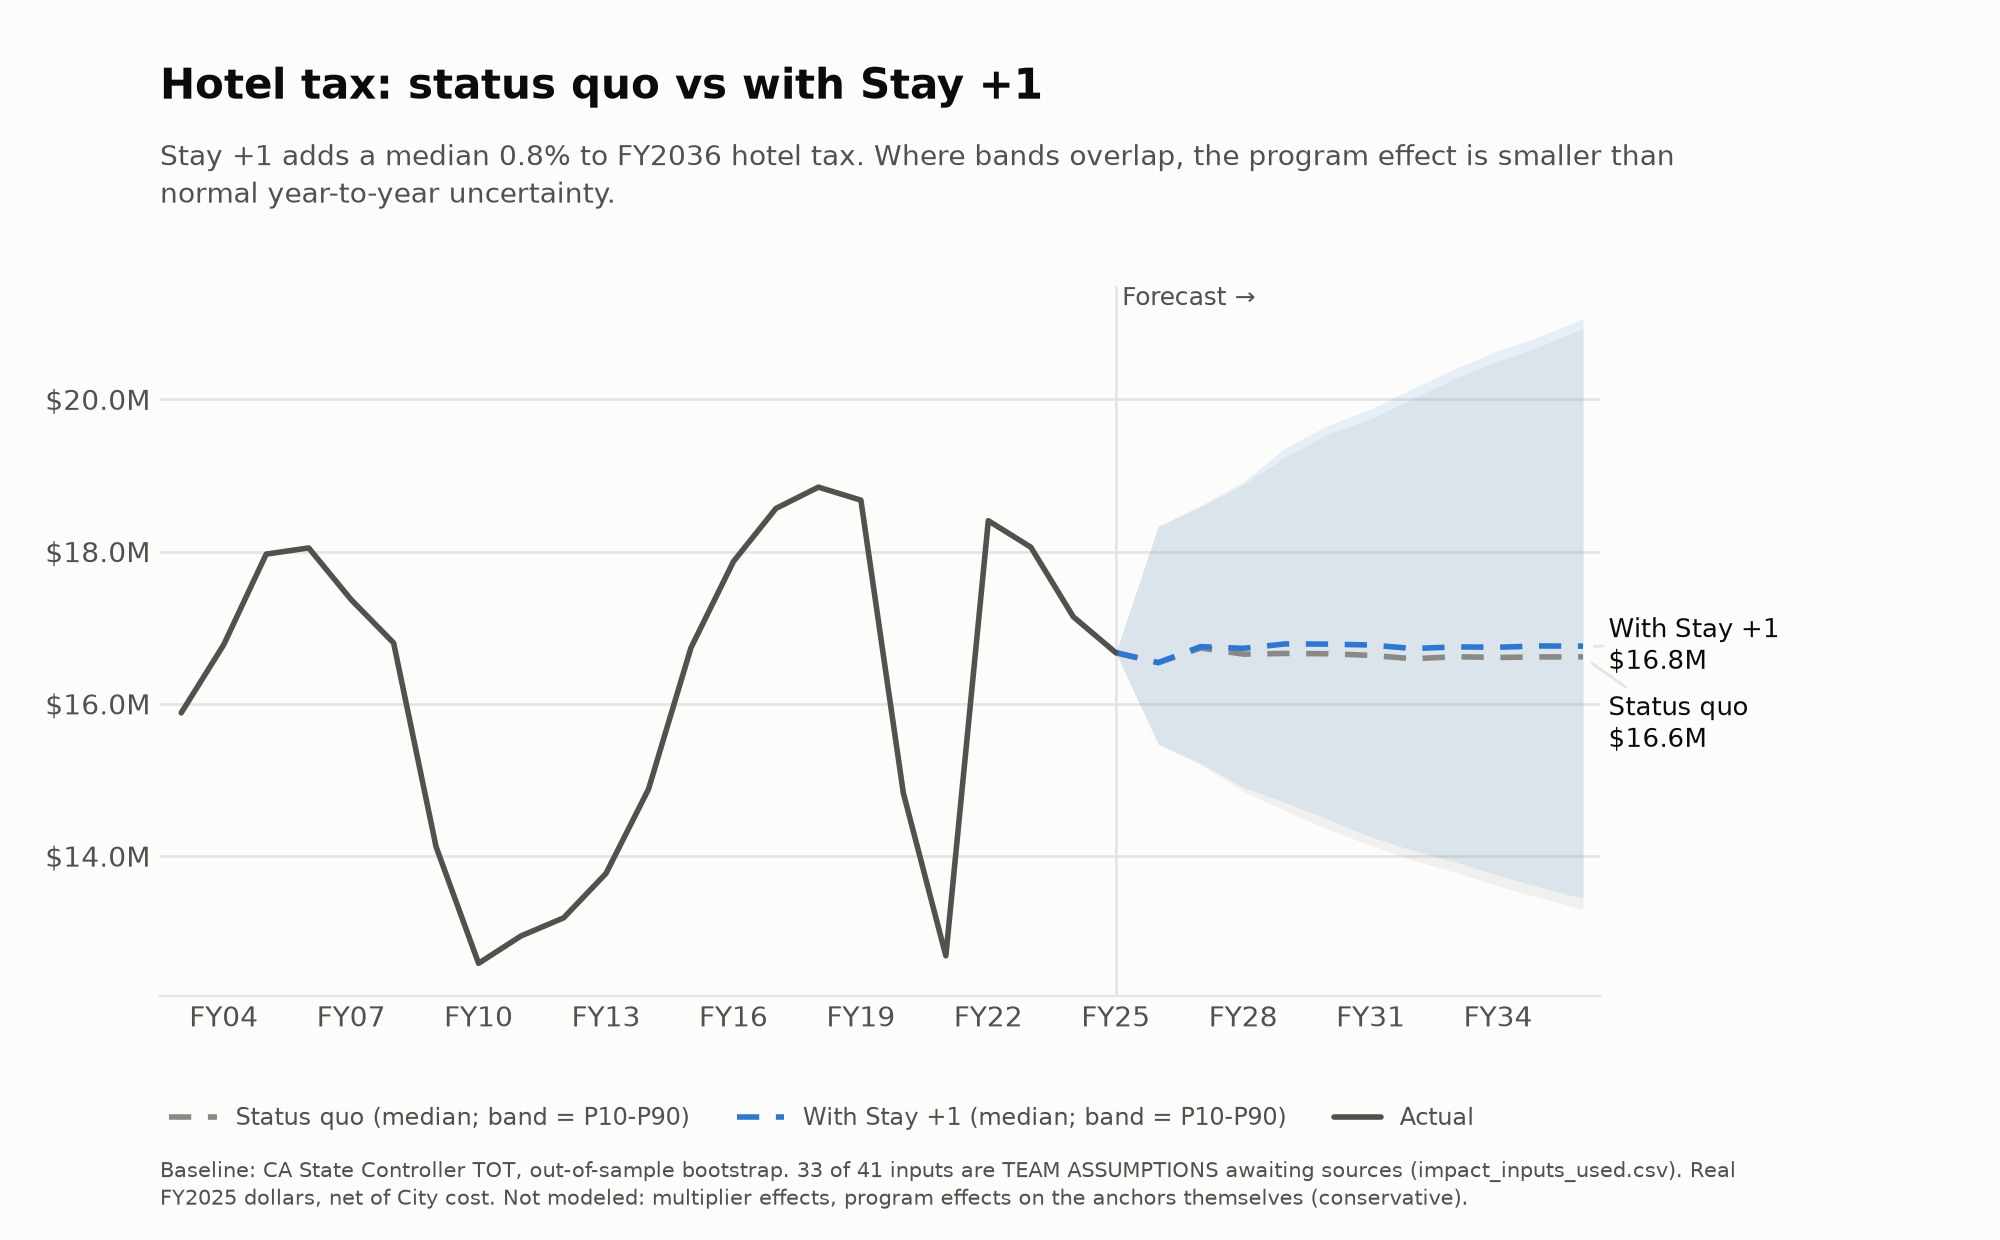 Hotel tax: status quo vs with Stay +1
Stay +1 adds a median 0.8% to FY2036 hotel tax. Where bands overlap, the program effect is smaller than
normal year-to-year uncertainty.
Forecast →
$20.0M
$18.0M
$16.0M
$14.0M
With Stay +1
$16.8M
Status quo
$16.6M
FY04 FY07 FY10 FY13 FY16 FY19 FY22 FY25 FY28 FY31 FY34
Status quo (median; band = P10-P90) With Stay +1 (median; band = P10-P90) Actual
Baseline: CA State Controller TOT, out-of-sample bootstrap. 33 of 41 inputs are TEAM ASSUMPTIONS awaiting sources (impact_inputs_used.csv). Real
FY2025 dollars, net of City cost. Not modeled: multiplier effects, program effects on the anchors themselves (conservative).